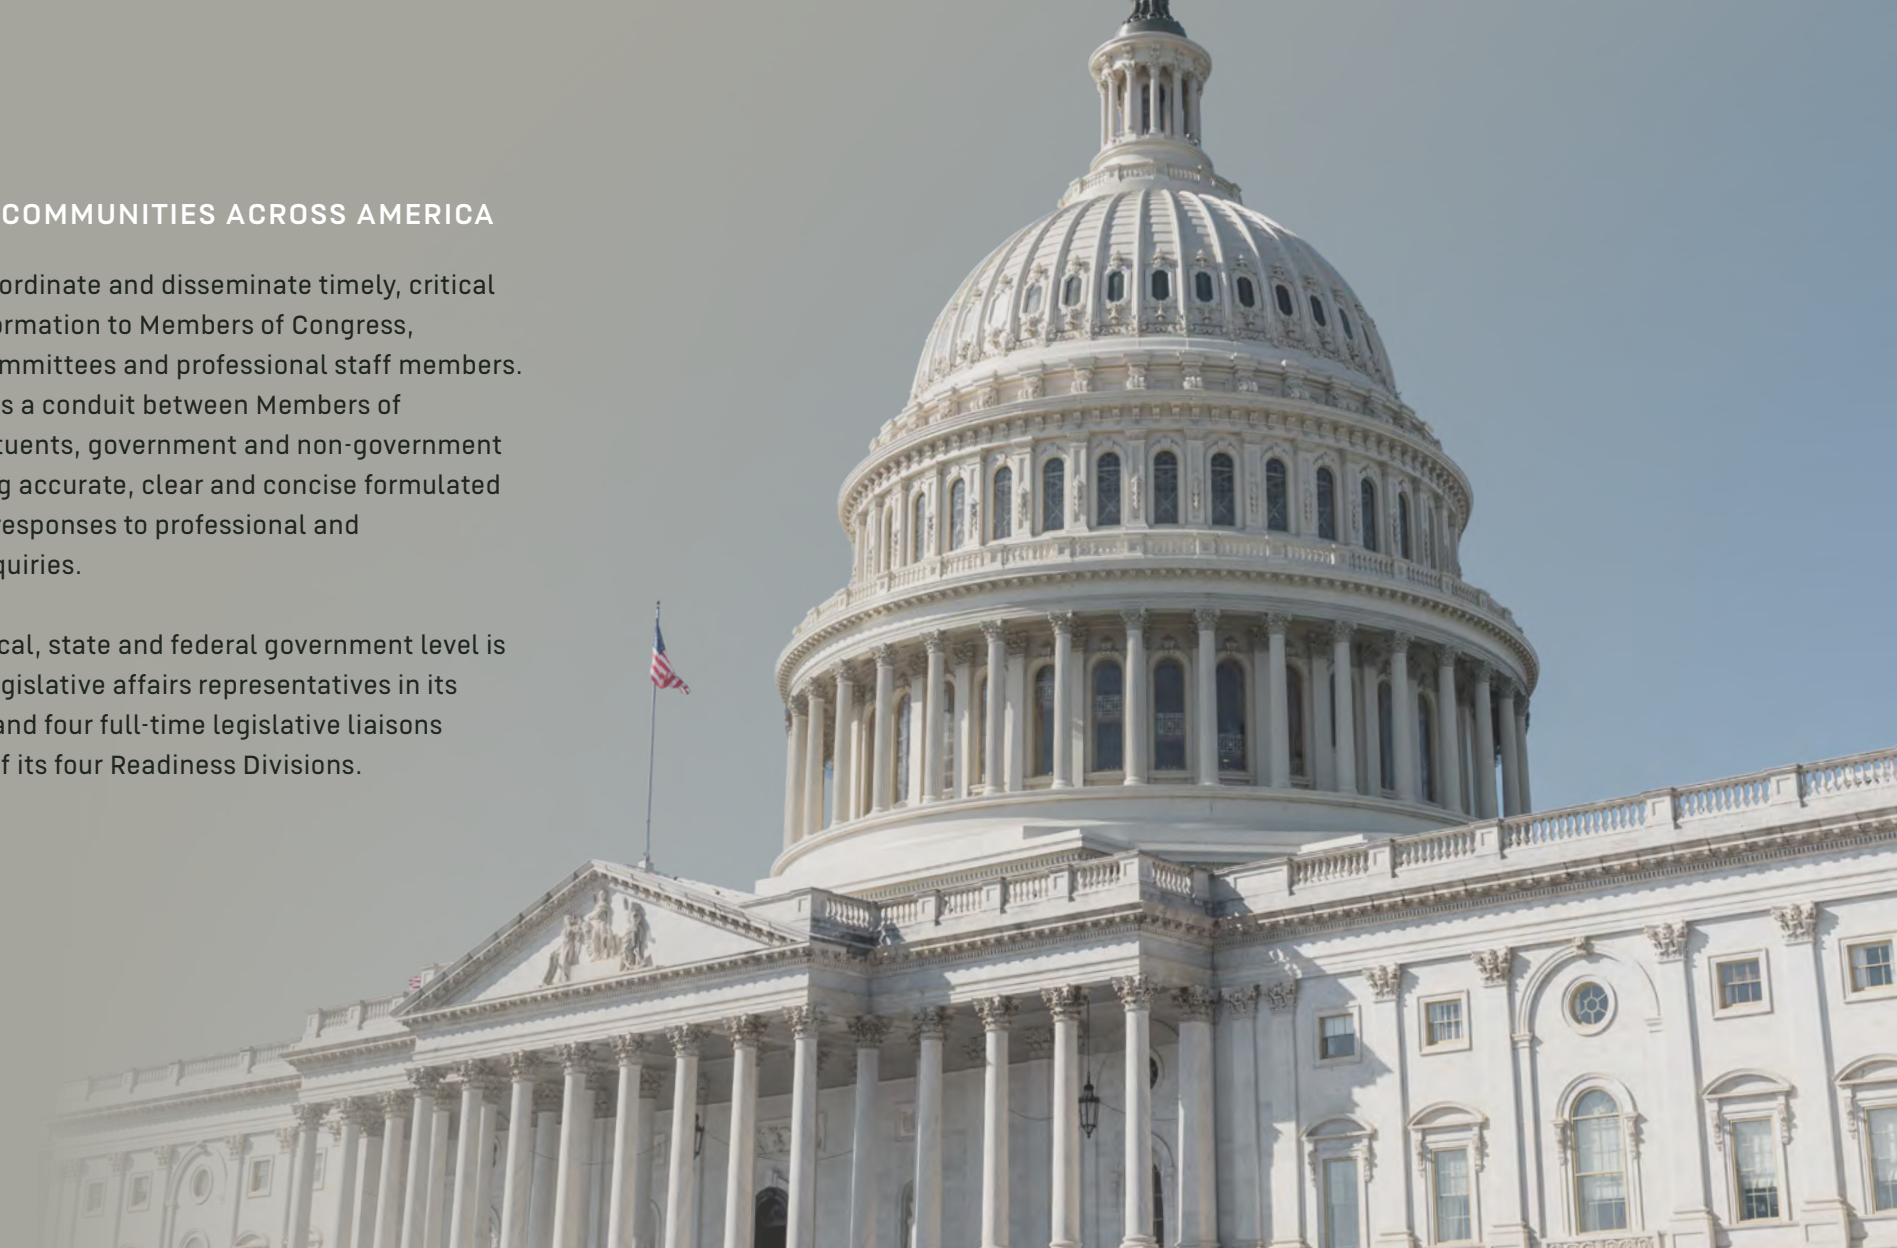 COMMUNITIES ACROSS AMERICA
ordinate and disseminate timely, critical
ormation to Members of Congress,
mmittees and professional staff members.
s a conduit between Members of
tuents, government and non-government
g accurate, clear and concise formulated
responses to professional and
quiries.
cal, state and federal government level is
gislative affairs representatives in its
and four full-time legislative liaisons
f its four Readiness Divisions.